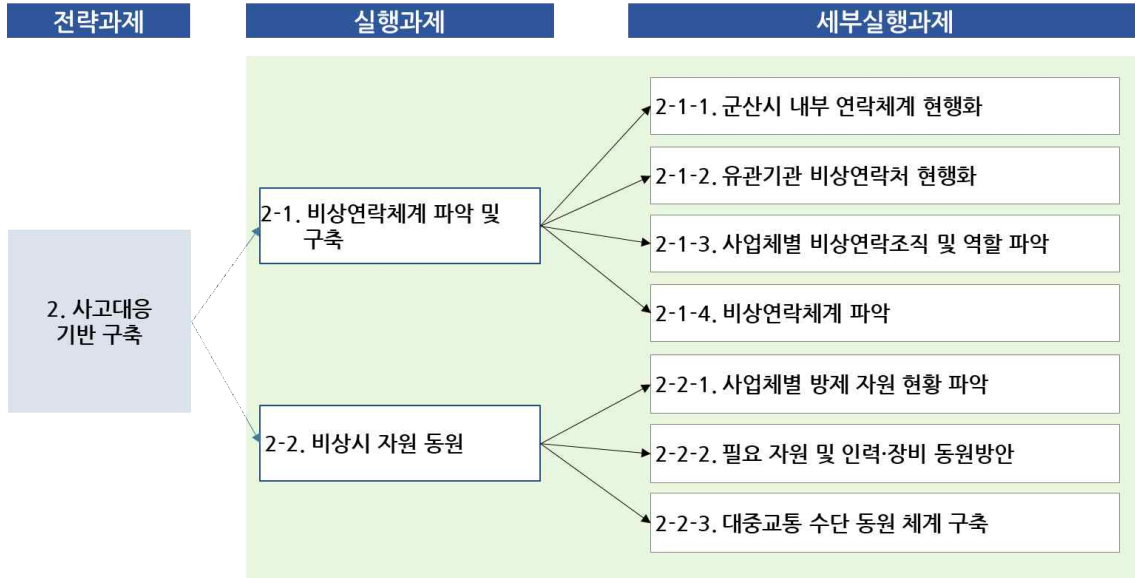 전략과제
실행과제
세부실행과제
2. 사고대응
기반 구축
2-1. 비상연락체계 파악 및
구축
2-1-1. 군산시 내부 연락체계 현행화
2-1-2. 유관기관 비상연락처 현행화
2-1-3. 사업체별 비상연락조직 및 역할 파악
2-1-4. 비상연락체계 파악
2-2. 비상시 자원 동원
2-2-1. 사업체별 방제 자원 현황 파악
2-2-2. 필요 자원 및 인력·장비 동원방안
2-2-3. 대중교통 수단 동원 체계 구축